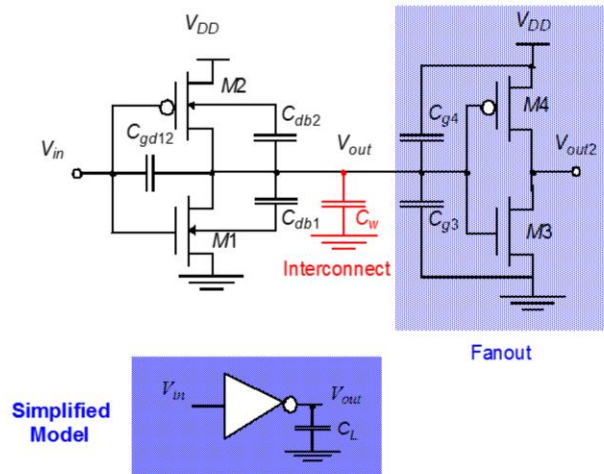 VDD
VDD
M2
M4
Cdb2
Cg4
Cgd12
Vin
Vout
Vout2
Cdb1
Cw
Cg3
M1
M3
Interconnect
Fanout
Simplified
Model
Vin
Vout
CL